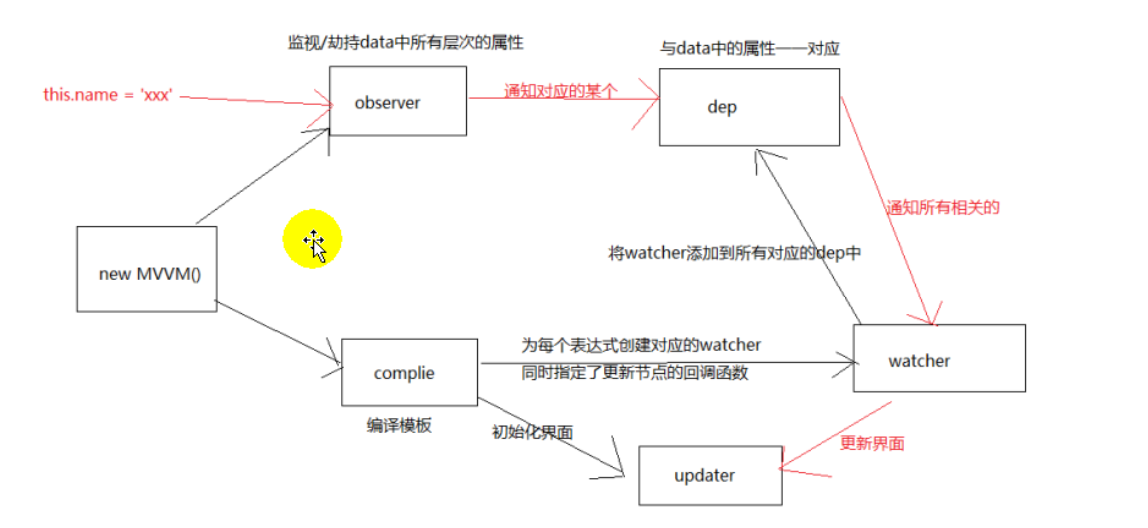 监视/劫持data中所有层次的属性
与data中的属性一一对应
this.name = 'xxx'
observer
通知对应的某个
dep
通知所有相关的
将watcher添加到所有对应的dep中
new MVVM()
为每个表达式创建对应的watcher
同时指定了更新节点的回调函数
complie
watcher
编译模板
初始化界面
更新界面
updater